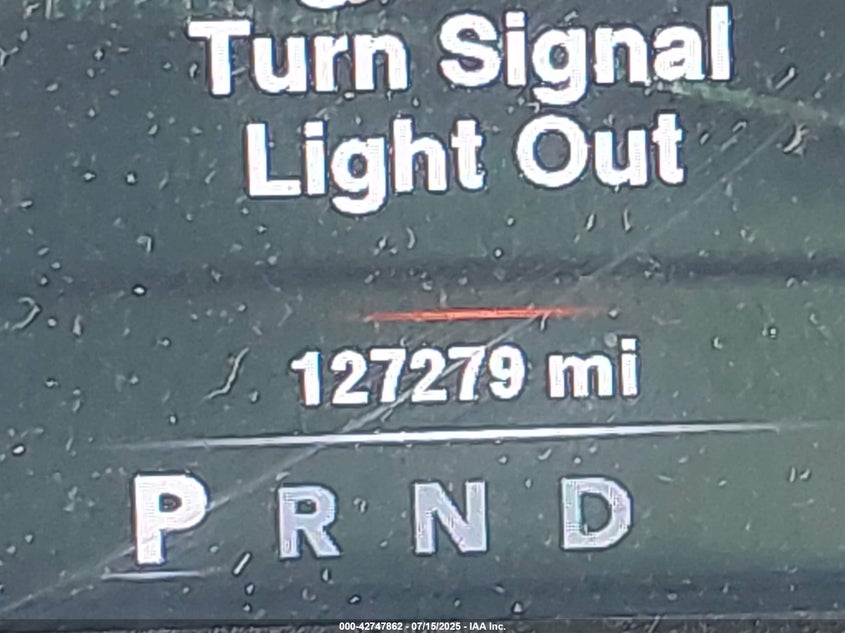 Turn Signal
Light Out
127279 mi
P R N D
000-42747862 - 07/15/2025 - IAA Inc.